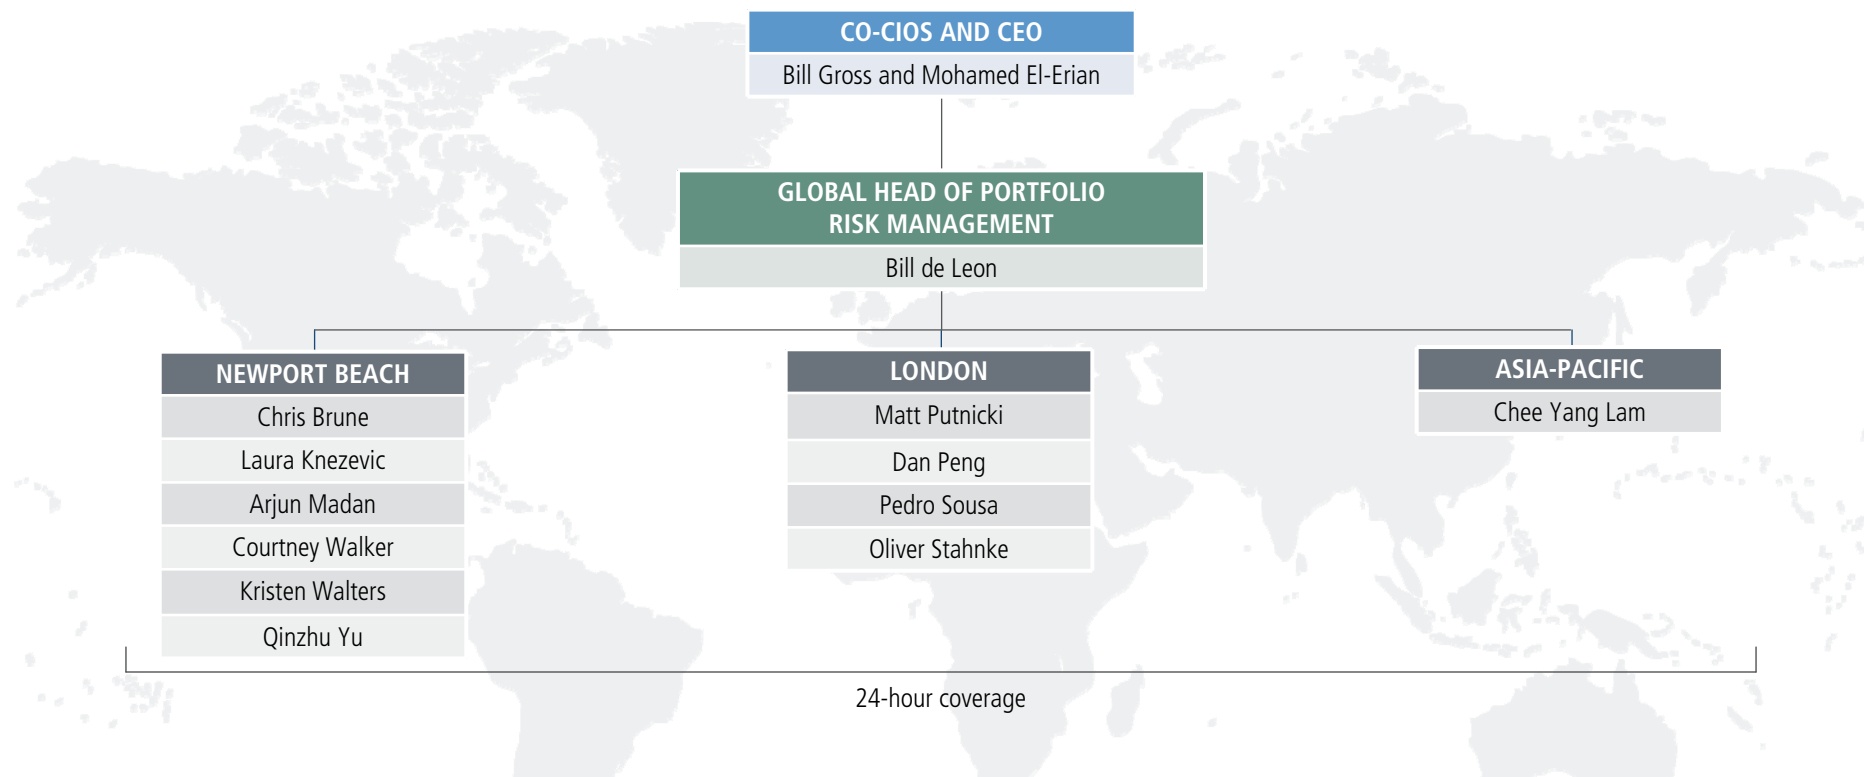 CO-CIOS AND CEO
Bill Gross and Mohamed El-Erian
GLOBAL HEAD OF PORTFOLIO
RISK MANAGEMENT
Bill de Leon
NEWPORT BEACH
Chris Brune
Laura Knezevic
Arjun Madan
Courtney Walker
Kristen Walters
Qinzhu Yu
LONDON
Matt Putnicki
Dan Peng
Pedro Sousa
Oliver Stahnke
ASIA-PACIFIC
Chee Yang Lam
24-hour coverage